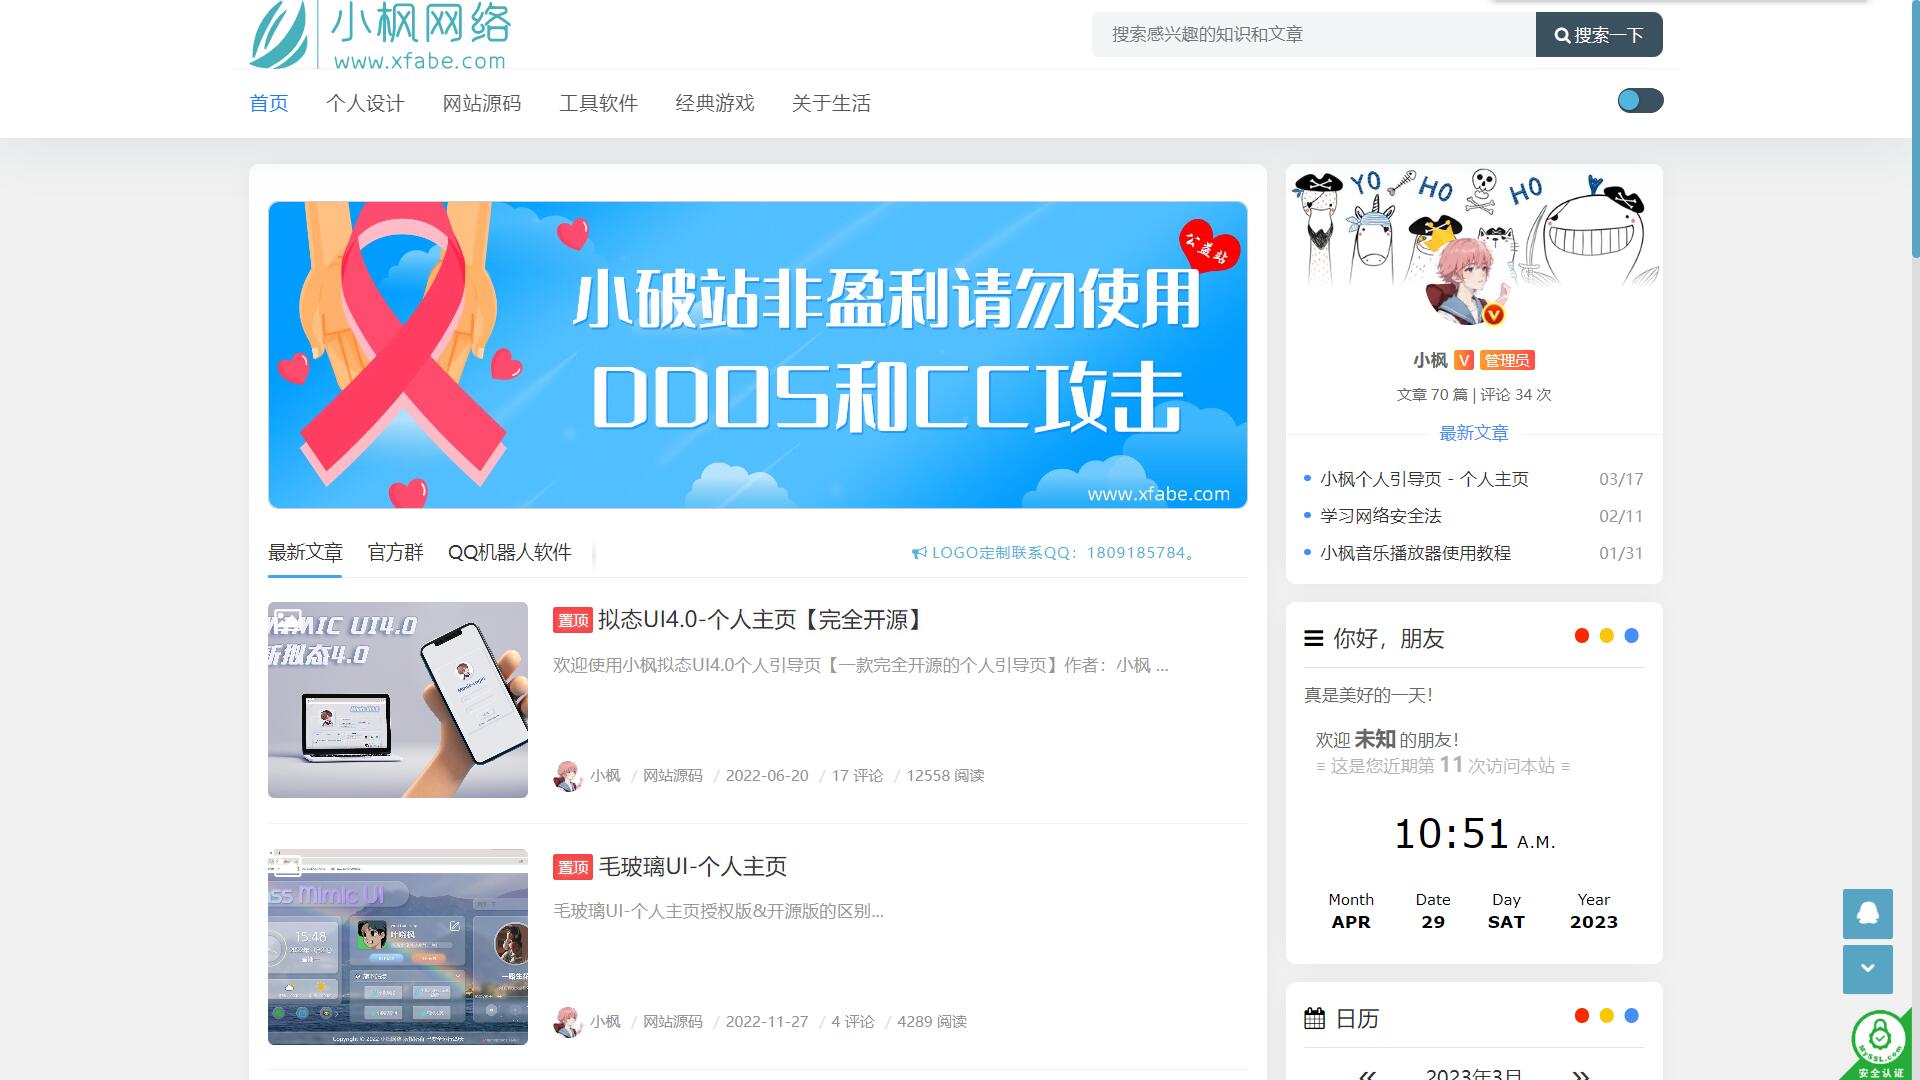 小枫网络
www.xfabe.com
搜索感兴趣的知识和文章
搜索一下
首页 个人设计 网站源码 工具软件 经典游戏 关于生活
公益站
小破站非盈利请勿使用
DDOS和CC攻击
www.xfabe.com
YO HO HO
小枫 V 管理员
文章 70 篇 | 评论 34 次
最新文章
小枫个人引导页 - 个人主页 03/17
学习网络安全法 02/11
小枫音乐播放器使用教程 01/31
最新文章 官方群 QQ机器人软件
LOGO定制联系QQ：1809185784。
MIMIC UI4.0
新拟态4.0
置顶 拟态UI4.0-个人主页【完全开源】
欢迎使用小枫拟态UI4.0个人引导页【一款完全开源的个人引导页】作者：小枫 ...
小枫 / 网站源码 / 2022-06-20 / 17 评论 / 12558 阅读
ass Mimic UI
15:48
叶晓枫
置顶 毛玻璃UI-个人主页
毛玻璃UI-个人主页授权版&开源版的区别...
小枫 / 网站源码 / 2022-11-27 / 4 评论 / 4289 阅读
你好，朋友
真是美好的一天！
欢迎 未知 的朋友！
≡ 这是您近期第 11 次访问本站 ≡
10:51 A.M.
Month Date Day Year
APR 29 SAT 2023
日历
« 2023年3月 »
MySSL.com
安全认证